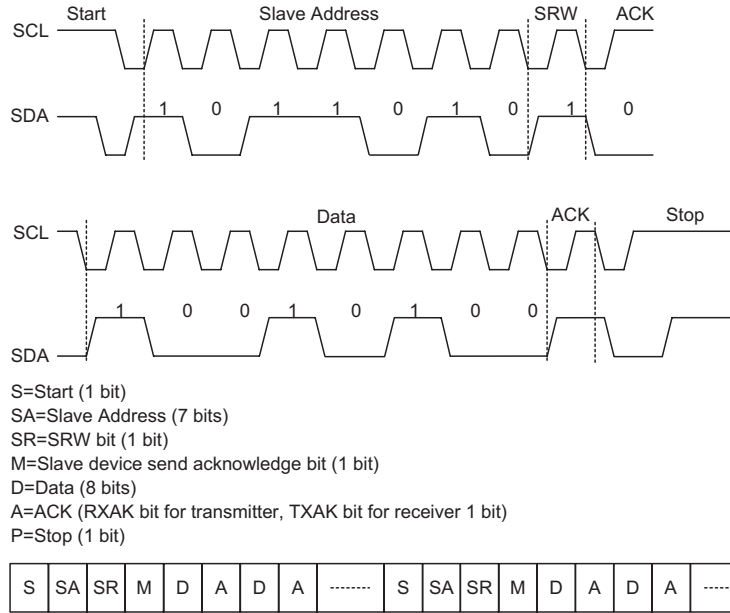 Start Slave Address SRW ACK
SCL
1 0 1 1 0 1 0 1 0
SDA
Data ACK Stop
SCL
1 0 0 1 0 1 0 0
SDA
S=Start (1 bit)
SA=Slave Address (7 bits)
SR=SRW bit (1 bit)
M=Slave device send acknowledge bit (1 bit)
D=Data (8 bits)
A=ACK (RXAK bit for transmitter, TXAK bit for receiver 1 bit)
P=Stop (1 bit)
S SA SR M D A D A ······ S SA SR M D A D A ······